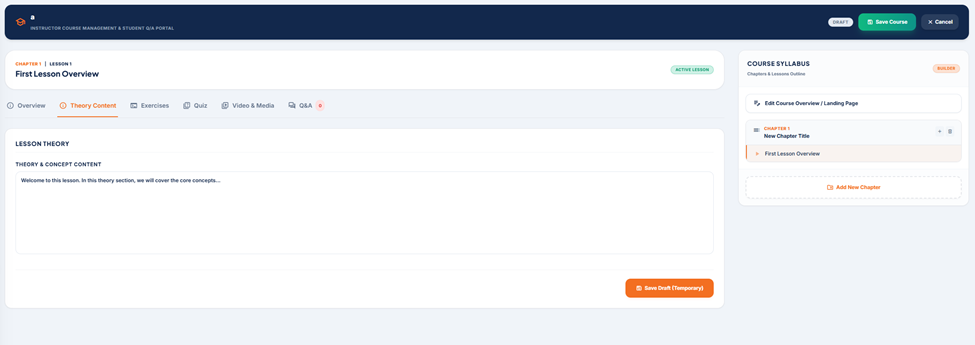 a
INSTRUCTOR COURSE MANAGEMENT & STUDENT Q/A PORTAL
DRAFT
Save Course
Cancel
CHAPTER 1 | LESSON 1
First Lesson Overview
ACTIVE LESSON
Overview
Theory Content
Exercises
Quiz
Video & Media
Q&A 0
LESSON THEORY
THEORY & CONCEPT CONTENT
Welcome to this lesson. In this theory section, we will cover the core concepts...
Save Draft (Temporary)
COURSE SYLLABUS
Chapters & Lessons Outline
BUILDER
Edit Course Overview / Landing Page
CHAPTER 1
New Chapter Title
First Lesson Overview
Add New Chapter